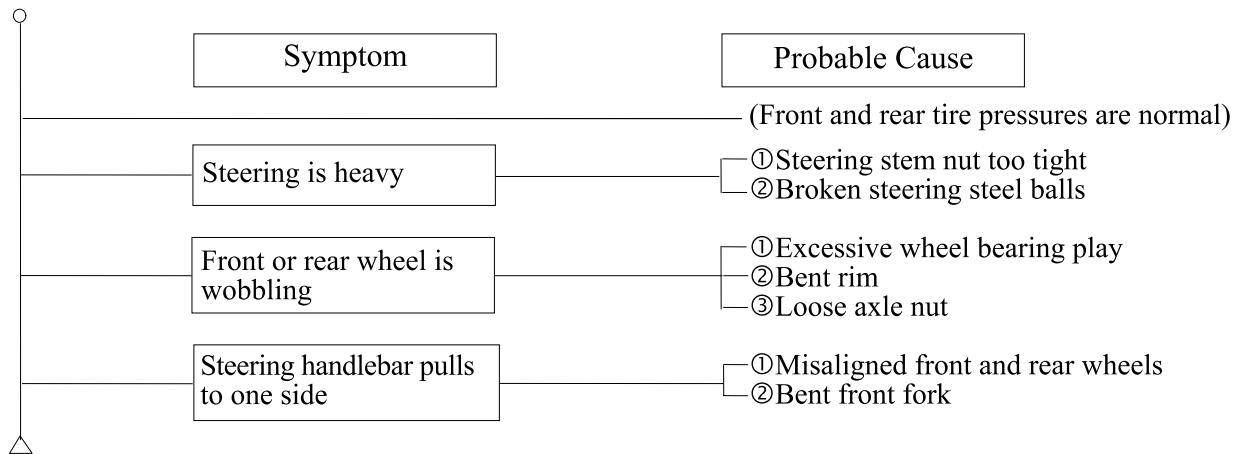 Symptom
Probable Cause
(Front and rear tire pressures are normal)
Steering is heavy
①Steering stem nut too tight
②Broken steering steel balls
Front or rear wheel is
wobbling
①Excessive wheel bearing play
②Bent rim
③Loose axle nut
Steering handlebar pulls
to one side
①Misaligned front and rear wheels
②Bent front fork